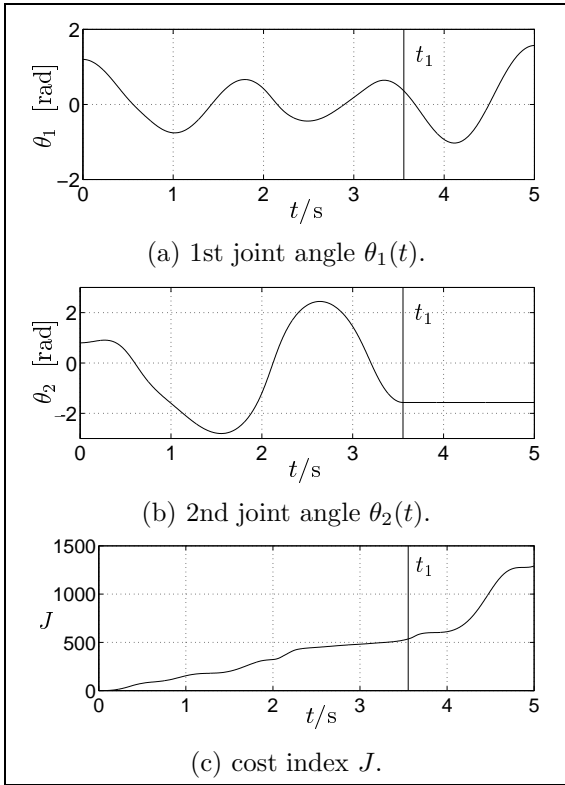 2
0
−2
θ₁ [rad]
t₁
0 1 2 3 4 5
t/s
(a) 1st joint angle θ₁(t).
2
0
−2
θ₂ [rad]
t₁
0 1 2 3 4 5
t/s
(b) 2nd joint angle θ₂(t).
1500
1000
500
0
J
t₁
0 1 2 3 4 5
t/s
(c) cost index J.